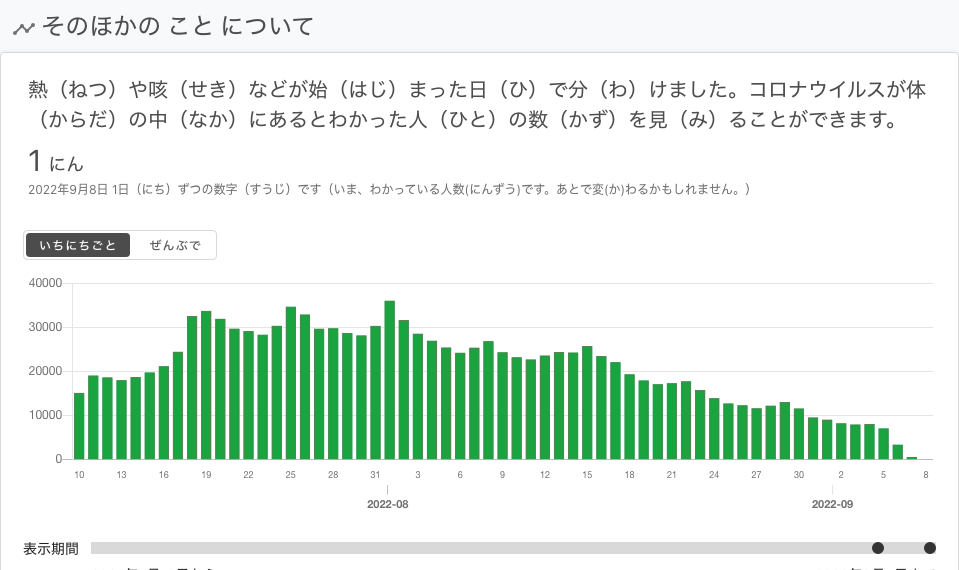 そのほかの こと について
熱（ねつ）や咳（せき）などが始（はじ）まった日（ひ）で分（わ）けました。コロナウイルスが体
（からだ）の中（なか）にあるとわかった人（ひと）の数（かず）を見（み）ることができます。
1 にん
2022年9月8日 1日（にち）ずつの数字（すうじ）です（いま、わかっている人数(にんずう)です。あとで変(か)わるかもしれません。）
いちにちごと ぜんぶで
40000
30000
20000
10000
0
10 13 16 19 22 25 28 31 3 6 9 12 15 18 21 24 27 30 2 5 8
2022-08 2022-09
表示期間